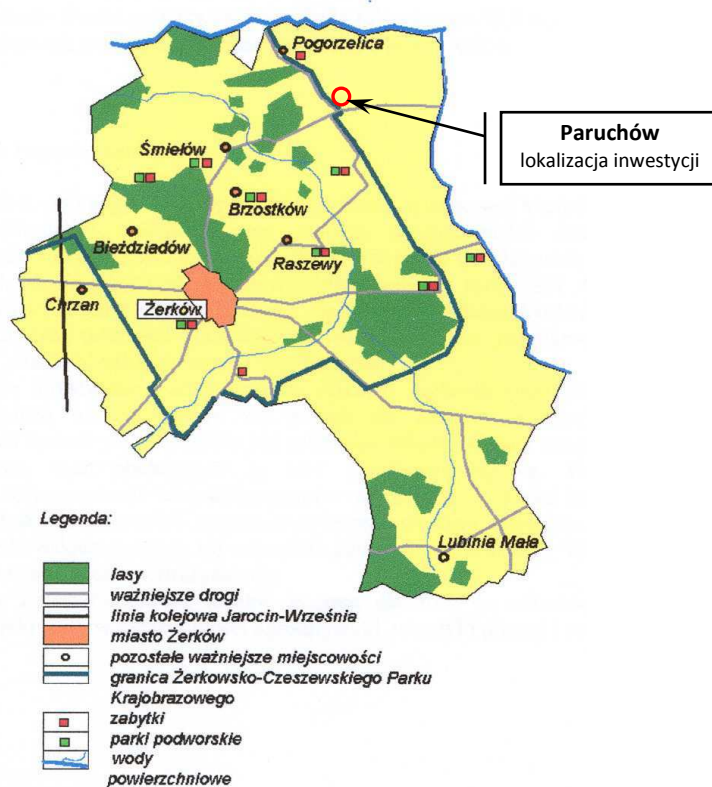 Pogorzelica
Paruchów
lokalizacja inwestycji
Śmiełów
Brzostków
Bieździadów
Raszewy
Chrzan
Żerków
Lubinia Mała
Legenda:
lasy
ważniejsze drogi
linia kolejowa Jarocin-Września
miasto Żerków
pozostałe ważniejsze miejscowości
granica Żerkowsko-Czeszewskiego Parku
Krajobrazowego
zabytki
parki podworskie
wody
powierzchniowe